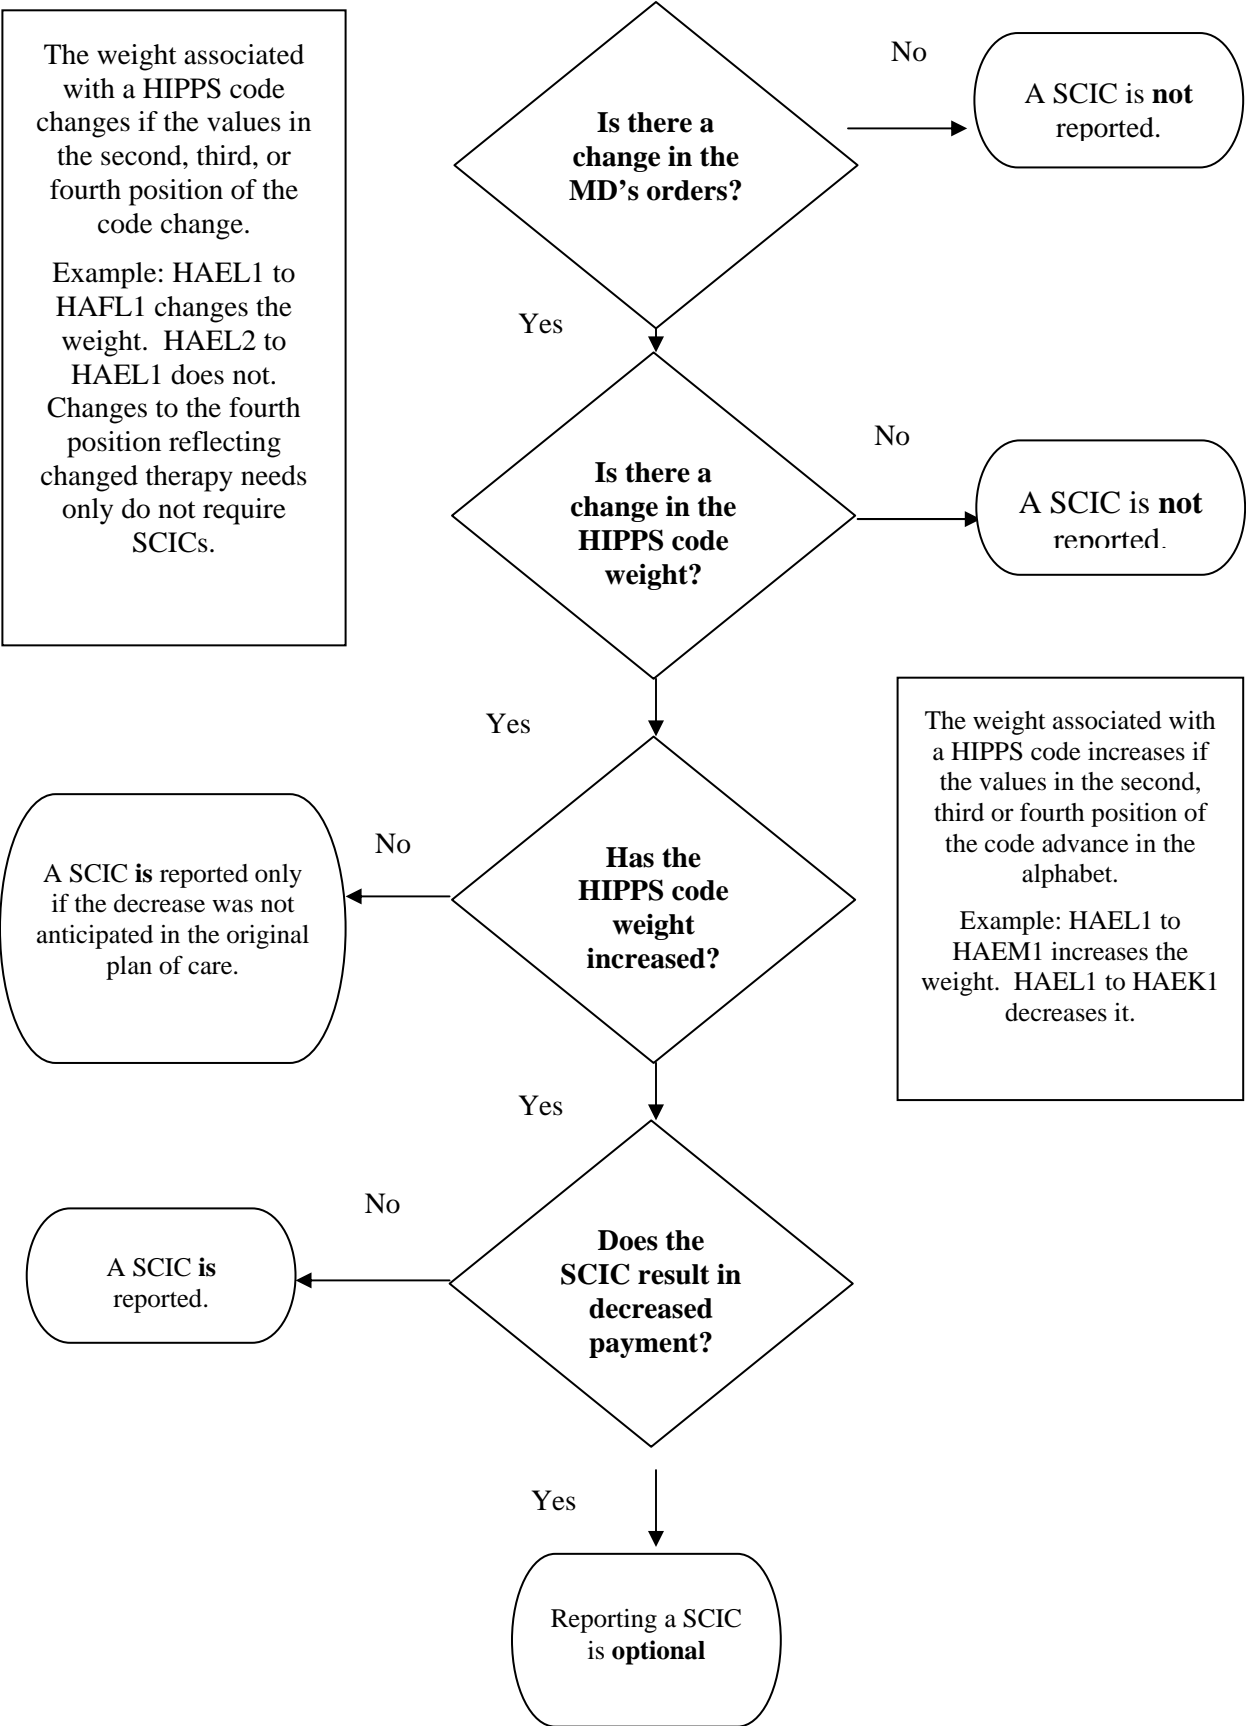 The weight associated
with a HIPPS code
changes if the values in
the second, third, or
fourth position of the
code change.
Example: HAEL1 to
HAFL1 changes the
weight.  HAEL2 to
HAEL1 does not.
Changes to the fourth
position reflecting
changed therapy needs
only do not require
SCICs.
Is there a
change in the
MD's orders?
No
A SCIC is not
reported.
Yes
Is there a
change in the
HIPPS code
weight?
No
A SCIC is not
reported.
Yes
The weight associated with
a HIPPS code increases if
the values in the second,
third or fourth position of
the code advance in the
alphabet.
Example: HAEL1 to
HAEM1 increases the
weight.  HAEL1 to HAEK1
decreases it.
Has the
HIPPS code
weight
increased?
No
A SCIC is reported only
if the decrease was not
anticipated in the original
plan of care.
Yes
Does the
SCIC result in
decreased
payment?
No
A SCIC is
reported.
Yes
Reporting a SCIC
is optional